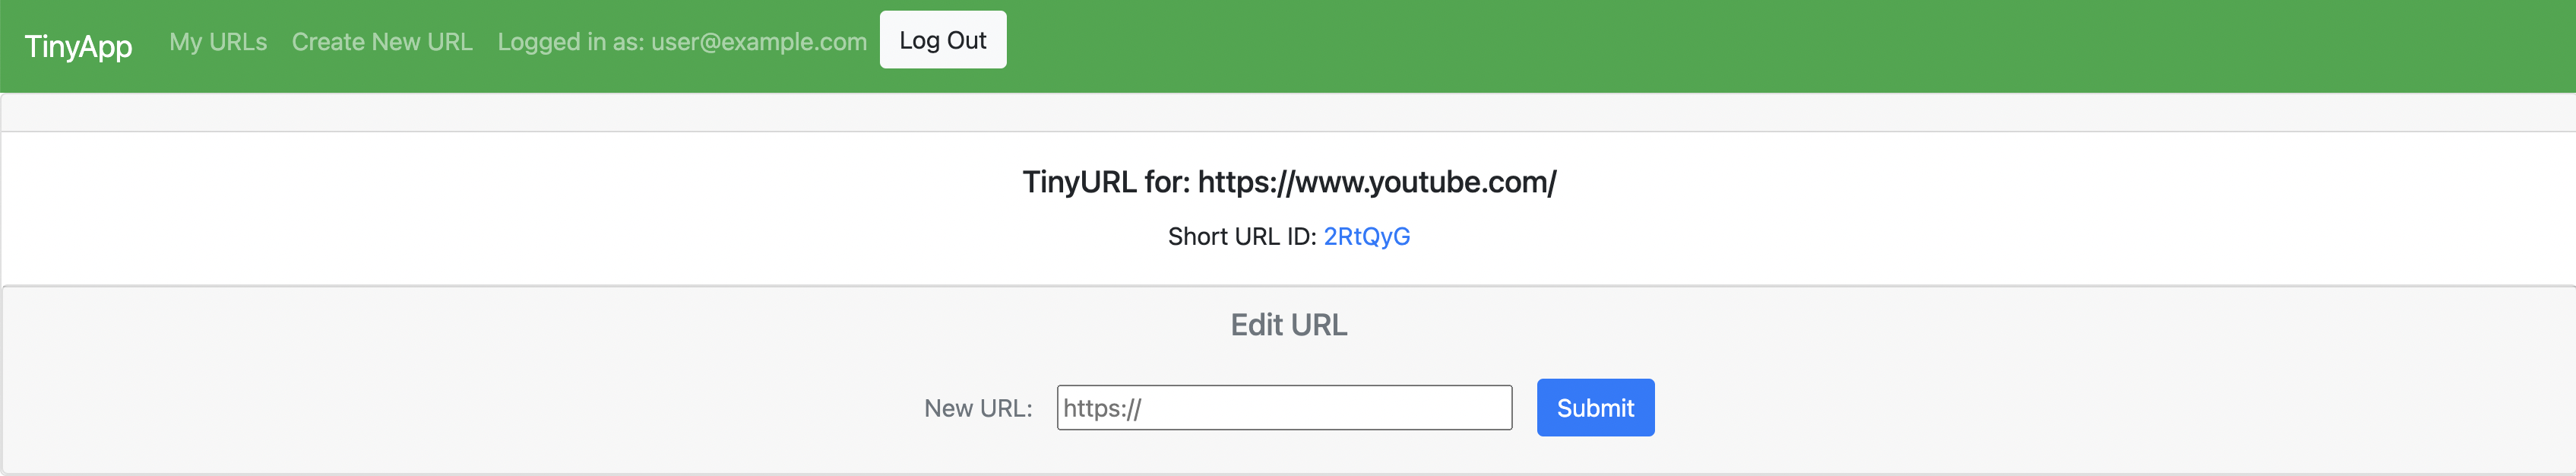 TinyApp My URLs Create New URL Logged in as: user@example.com Log Out
TinyURL for: https://www.youtube.com/
Short URL ID: 2RtQyG
Edit URL
New URL: https:// Submit